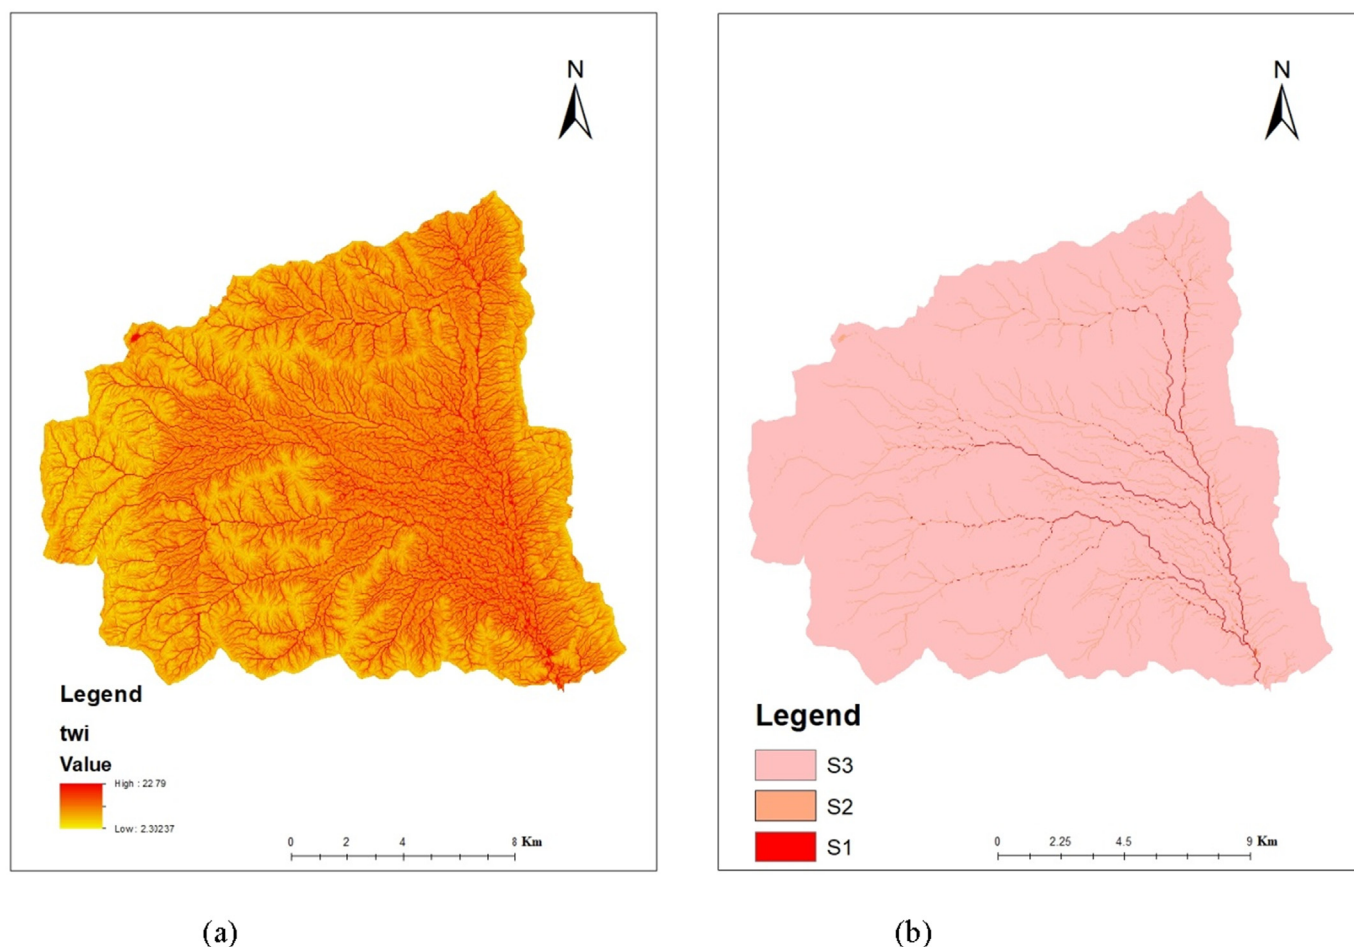 N
Legend
twi
Value
High : 22.79
Low : 2.30237
0 2 4 8 Km
(a)
N
Legend
S3
S2
S1
0 2.25 4.5 9 Km
(b)